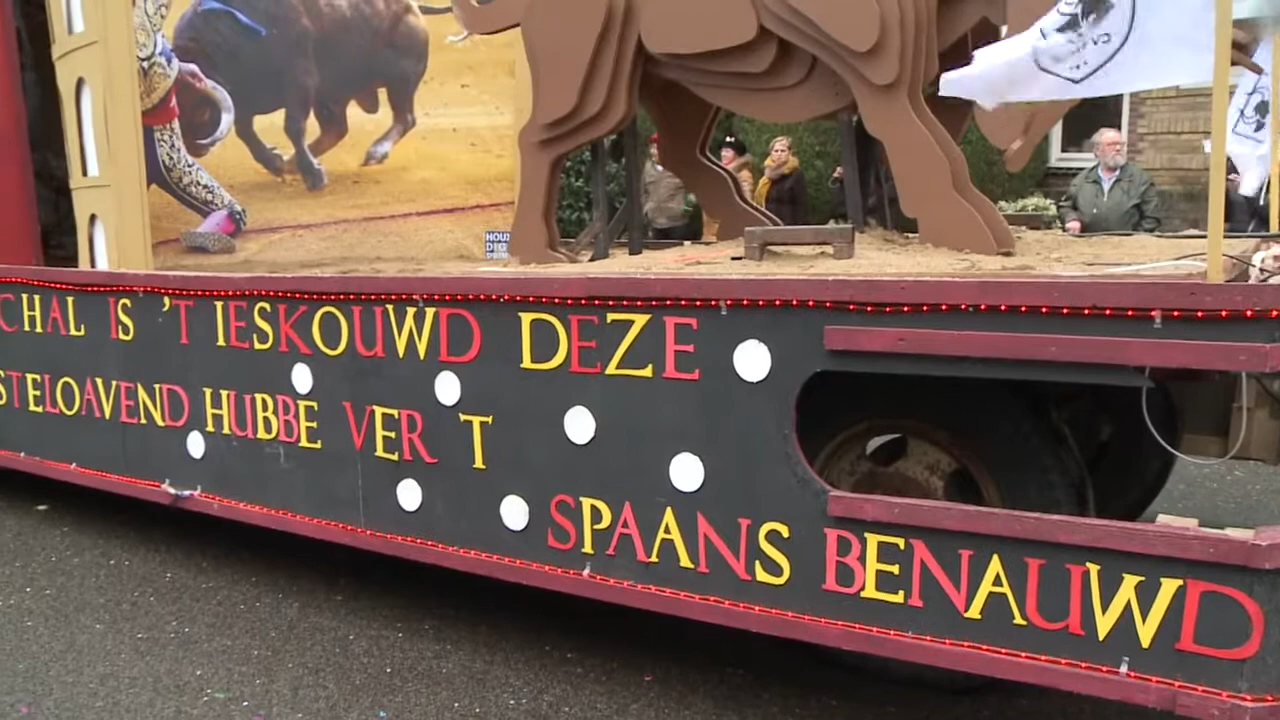 CHAL IS 'T IESKOUWD DEZE
STELOAVEND HUBBE VER T
SPAANS BENAUWD